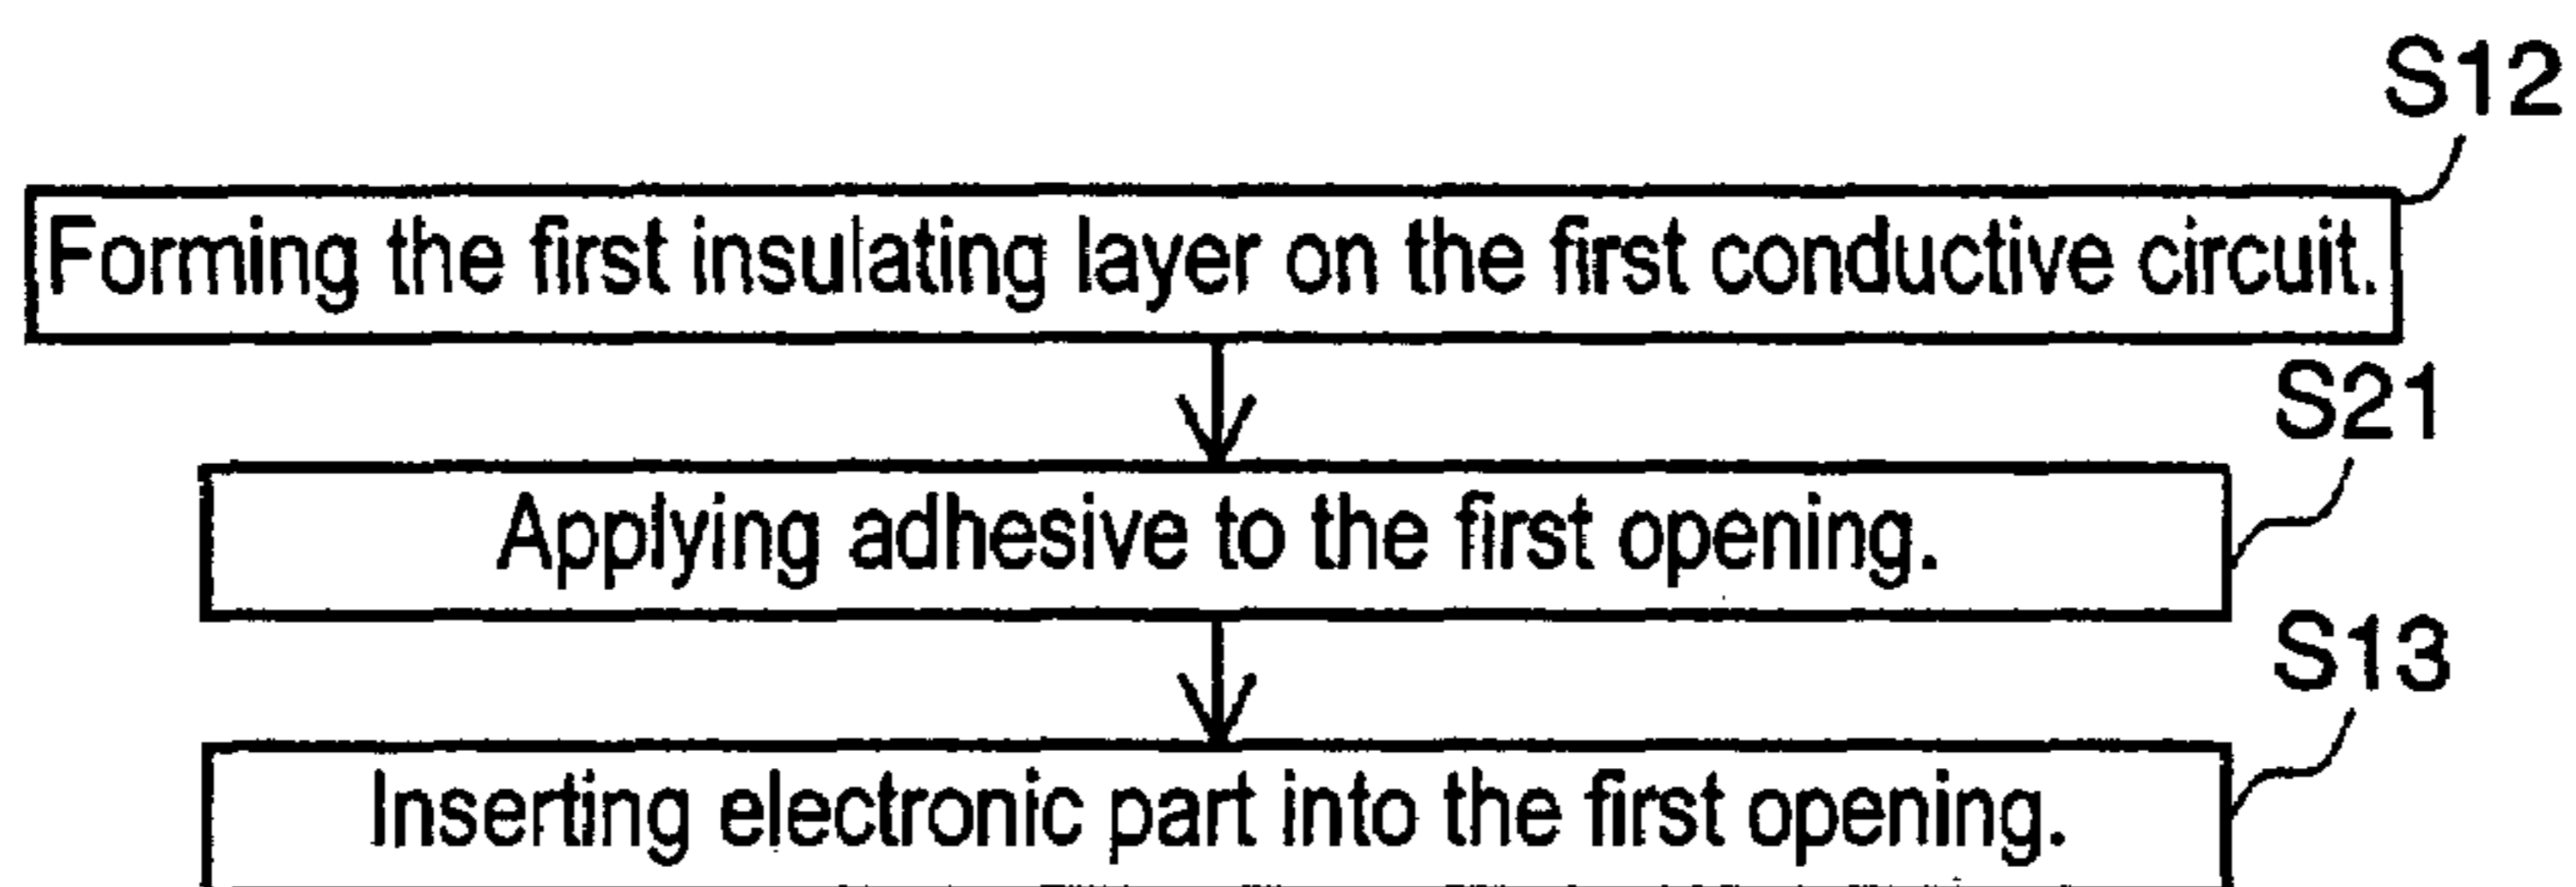 S12
Forming the first insulating layer on the first conductive circuit.
S21
Applying adhesive to the first opening.
S13
Inserting electronic part into the first opening.